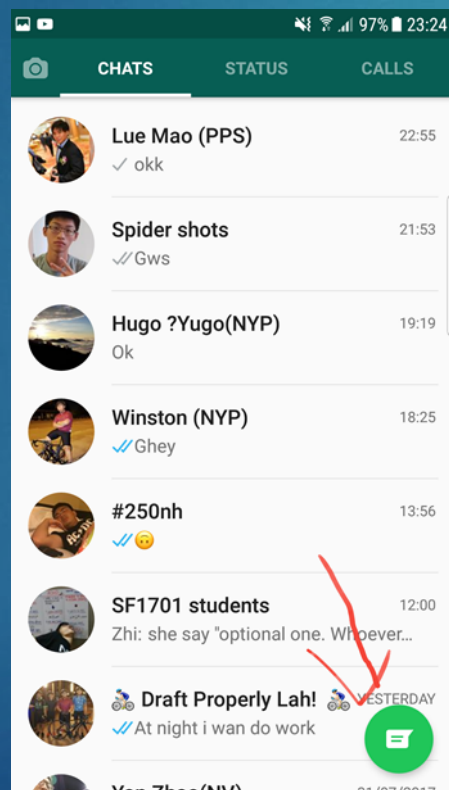 97% 23:24
CHATS STATUS CALLS
Lue Mao (PPS) 22:55
okk
Spider shots 21:53
Gws
Hugo ?Yugo(NYP) 19:19
Ok
Winston (NYP) 18:25
Ghey
#250nh 13:56
🙃
SF1701 students 12:00
Zhi: she say "optional one. Whoever...
🚴 Draft Properly Lah! 🚴 YESTERDAY
At night i wan do work